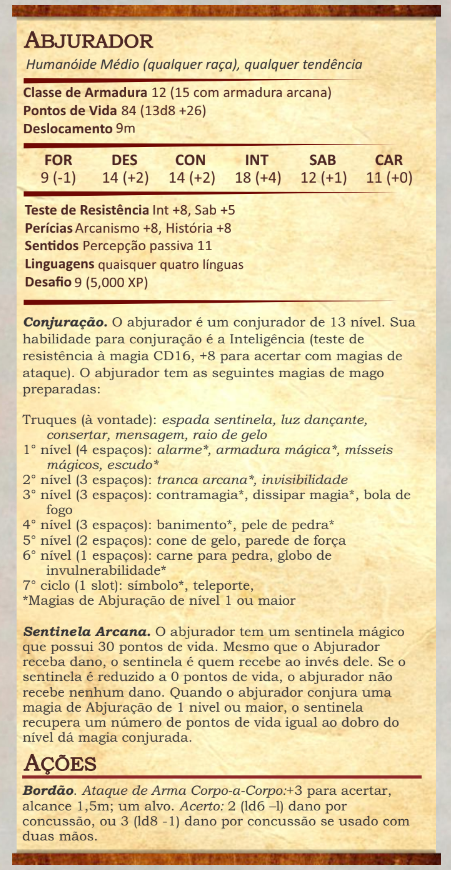 ABJURADOR
Humanóide Médio (qualquer raça), qualquer tendência
Classe de Armadura 12 (15 com armadura arcana)
Pontos de Vida 84 (13d8 +26)
Deslocamento 9m
FOR DES CON INT SAB CAR
9 (-1) 14 (+2) 14 (+2) 18 (+4) 12 (+1) 11 (+0)
Teste de Resistência Int +8, Sab +5
Perícias Arcanismo +8, História +8
Sentidos Percepção passiva 11
Linguagens quaisquer quatro línguas
Desafio 9 (5,000 XP)
Conjuração. O abjurador é um conjurador de 13 nível. Sua
habilidade para conjuração é a Inteligência (teste de
resistência à magia CD16, +8 para acertar com magias de
ataque). O abjurador tem as seguintes magias de mago
preparadas:
Truques (à vontade): espada sentinela, luz dançante,
consertar, mensagem, raio de gelo
1° nível (4 espaços): alarme*, armadura mágica*, mísseis
mágicos, escudo*
2° nível (3 espaços): tranca arcana*, invisibilidade
3° nível (3 espaços): contramagia*, dissipar magia*, bola de
fogo
4° nível (3 espaços): banimento*, pele de pedra*
5° nível (2 espaços): cone de gelo, parede de força
6° nível (1 espaços): carne para pedra, globo de
invulnerabilidade*
7° ciclo (1 slot): símbolo*, teleporte,
*Magias de Abjuração de nível 1 ou maior
Sentinela Arcana. O abjurador tem um sentinela mágico
que possui 30 pontos de vida. Mesmo que o Abjurador
receba dano, o sentinela é quem recebe ao invés dele. Se o
sentinela é reduzido a 0 pontos de vida, o abjurador não
recebe nenhum dano. Quando o abjurador conjura uma
magia de Abjuração de 1 nivel ou maior, o sentinela
recupera um número de pontos de vida igual ao dobro do
nível dá magia conjurada.
AÇÕES
Bordão. Ataque de Arma Corpo-a-Corpo:+3 para acertar,
alcance 1,5m; um alvo. Acerto: 2 (ld6 –l) dano por
concussão, ou 3 (ld8 -1) dano por concussão se usado com
duas mãos.